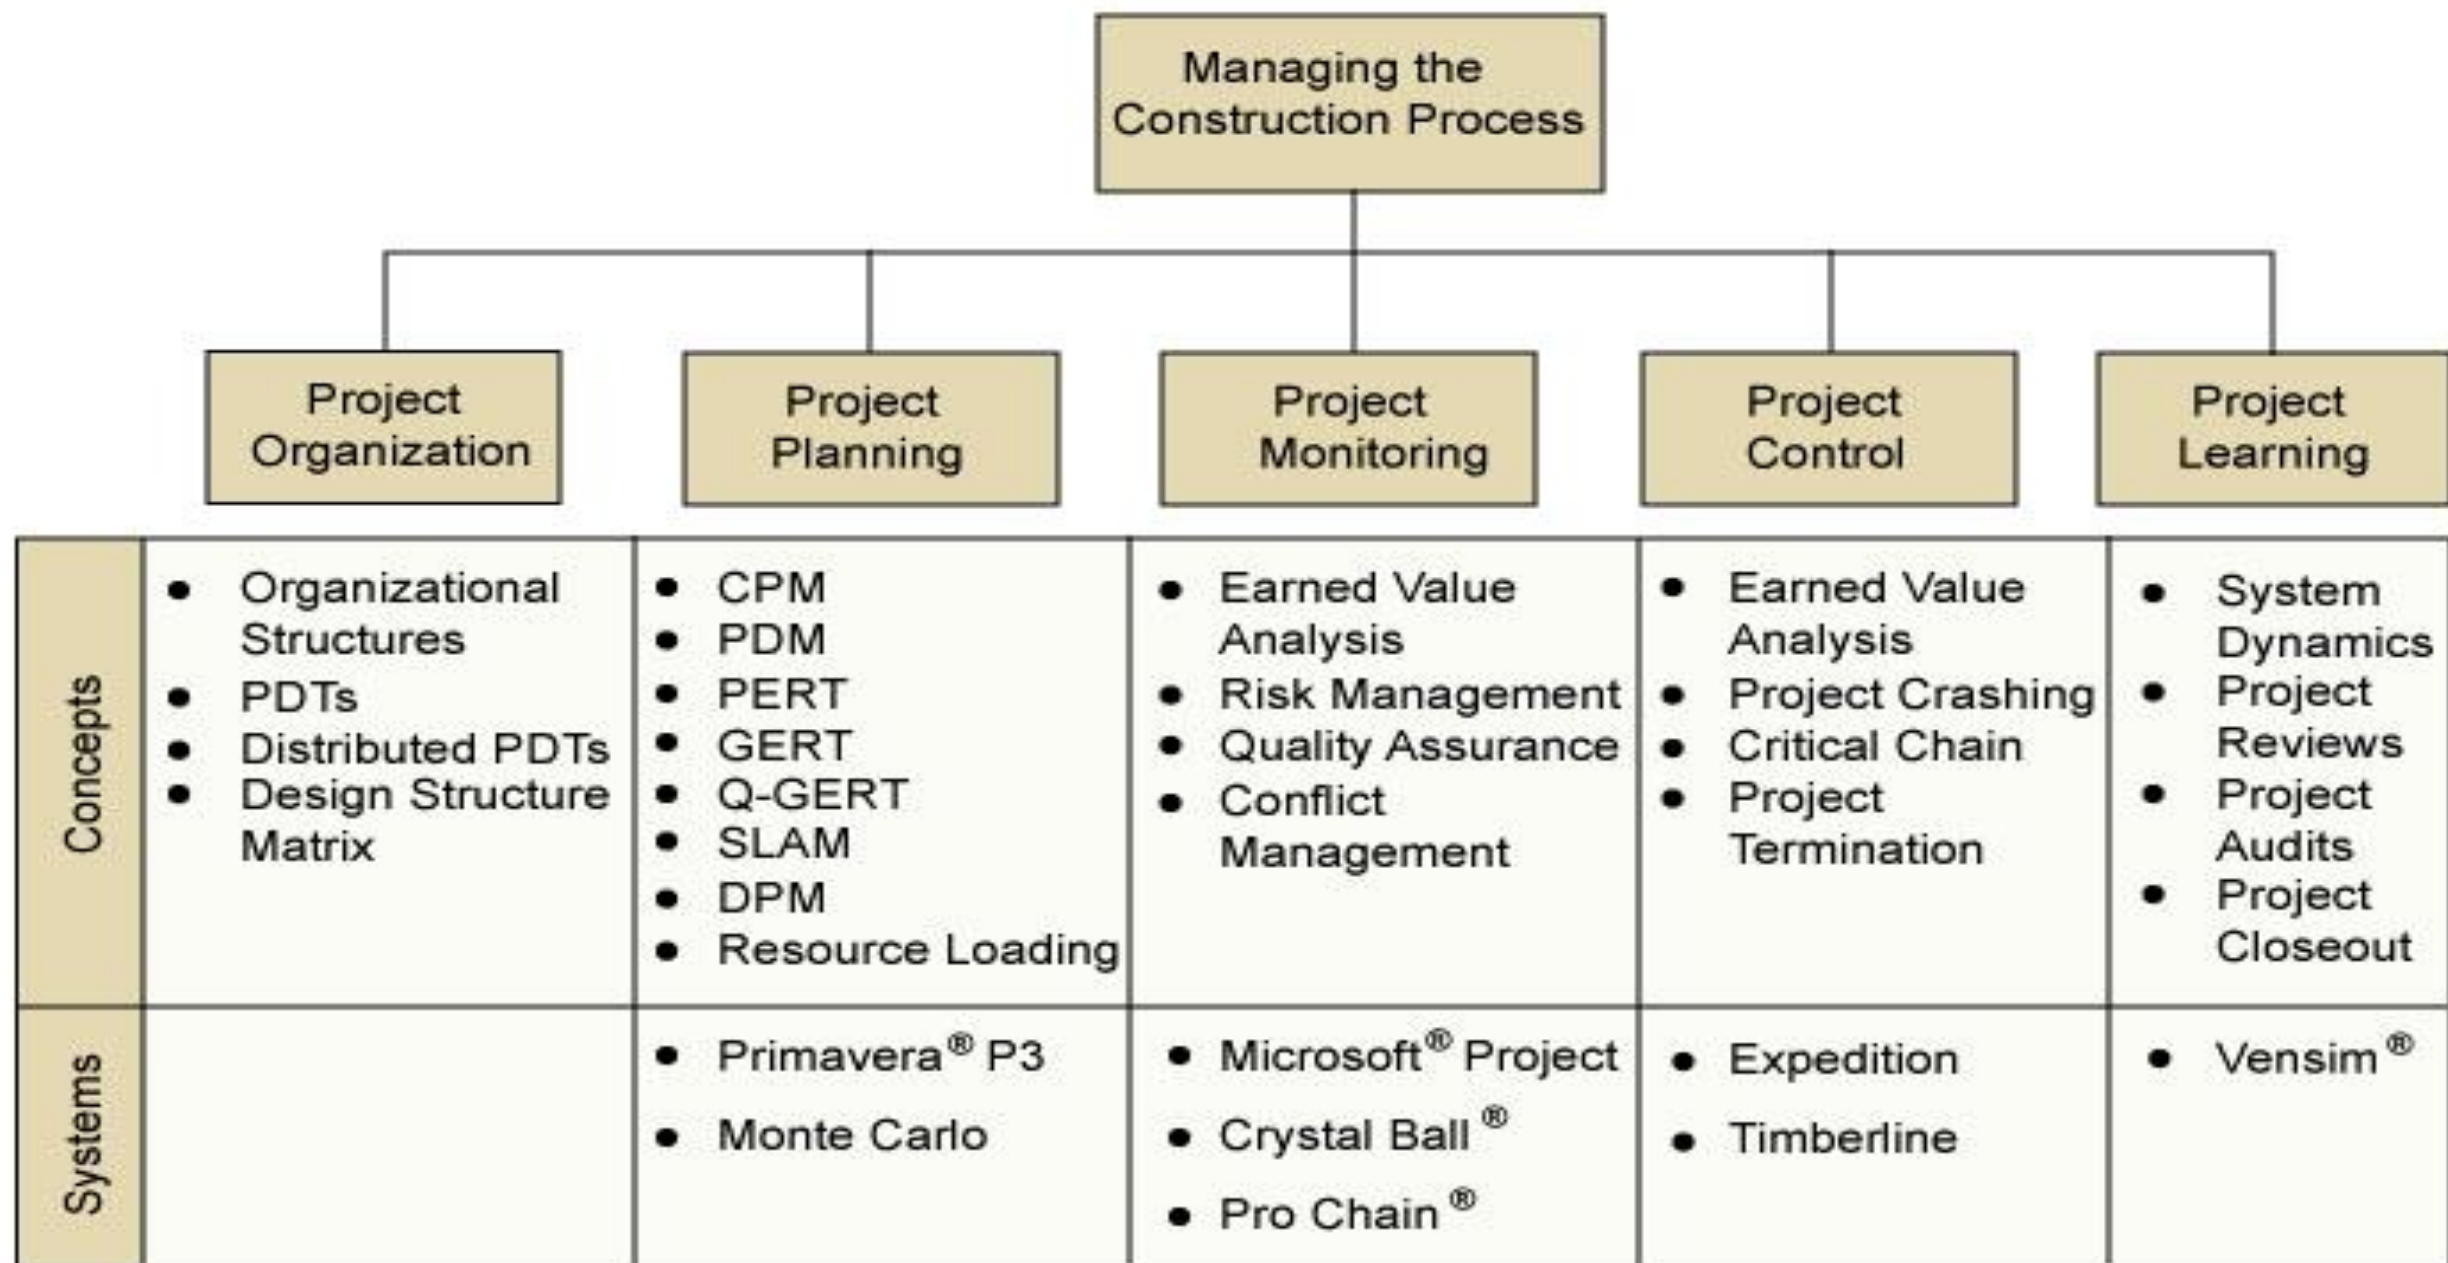 Managing the
Construction Process
Project
Organization
Project
Planning
Project
Monitoring
Project
Control
Project
Learning
Concepts
• Organizational
Structures
• PDTs
• Distributed PDTs
• Design Structure
Matrix
• CPM
• PDM
• PERT
• GERT
• Q-GERT
• SLAM
• DPM
• Resource Loading
• Earned Value
Analysis
• Risk Management
• Quality Assurance
• Conflict
Management
• Earned Value
Analysis
• Project Crashing
• Critical Chain
• Project
Termination
• System
Dynamics
• Project
Reviews
• Project
Audits
• Project
Closeout
Systems
• Primavera® P3
• Monte Carlo
• Microsoft® Project
• Crystal Ball ®
• Pro Chain ®
• Expedition
• Timberline
• Vensim ®